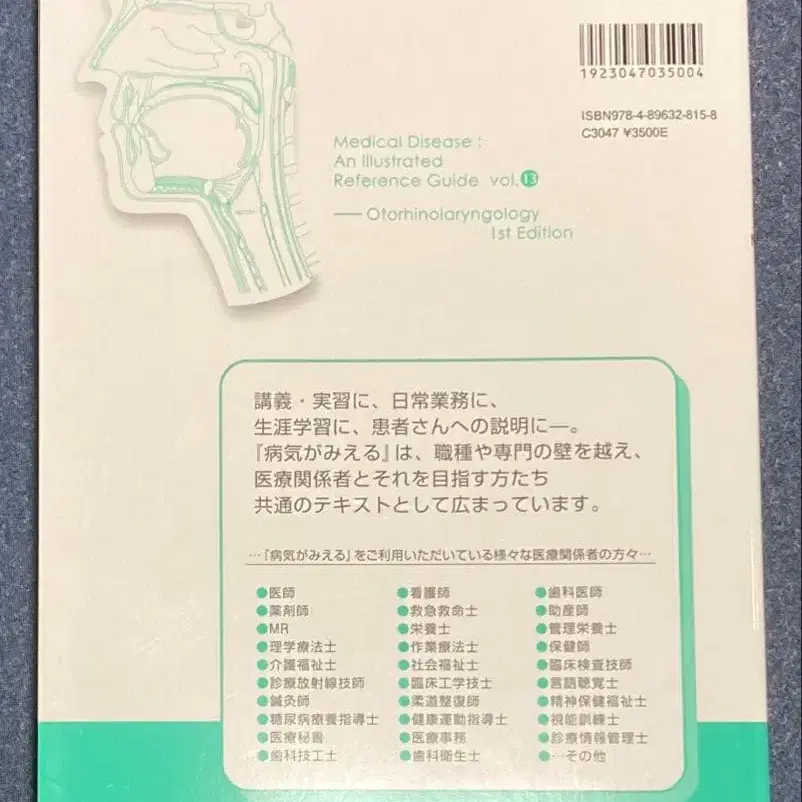 1923047035004
ISBN978-4-89632-815-8
C3047 ¥3500E
Medical Disease :
An Illustrated
Reference Guide vol.13
— Otorhinolaryngology
1st Edition
講義・実習に、日常業務に、
生涯学習に、患者さんへの説明に―。
『病気がみえる』は、職種や専門の壁を越え、
医療関係者とそれを目指す方たち
共通のテキストとして広まっています。
…『病気がみえる』をご利用いただいている様々な医療関係者の方々…
●医師 ●看護師 ●歯科医師
●薬剤師 ●救急救命士 ●助産師
●MR ●栄養士 ●管理栄養士
●理学療法士 ●作業療法士 ●保健師
●介護福祉士 ●社会福祉士 ●臨床検査技師
●診療放射線技師 ●臨床工学技士 ●言語聴覚士
●鍼灸師 ●柔道整復師 ●精神保健福祉士
●糖尿病療養指導士 ●健康運動指導士 ●視能訓練士
●医療秘書 ●医療事務 ●診療情報管理士
●歯科技工士 ●歯科衛生士 ●…その他